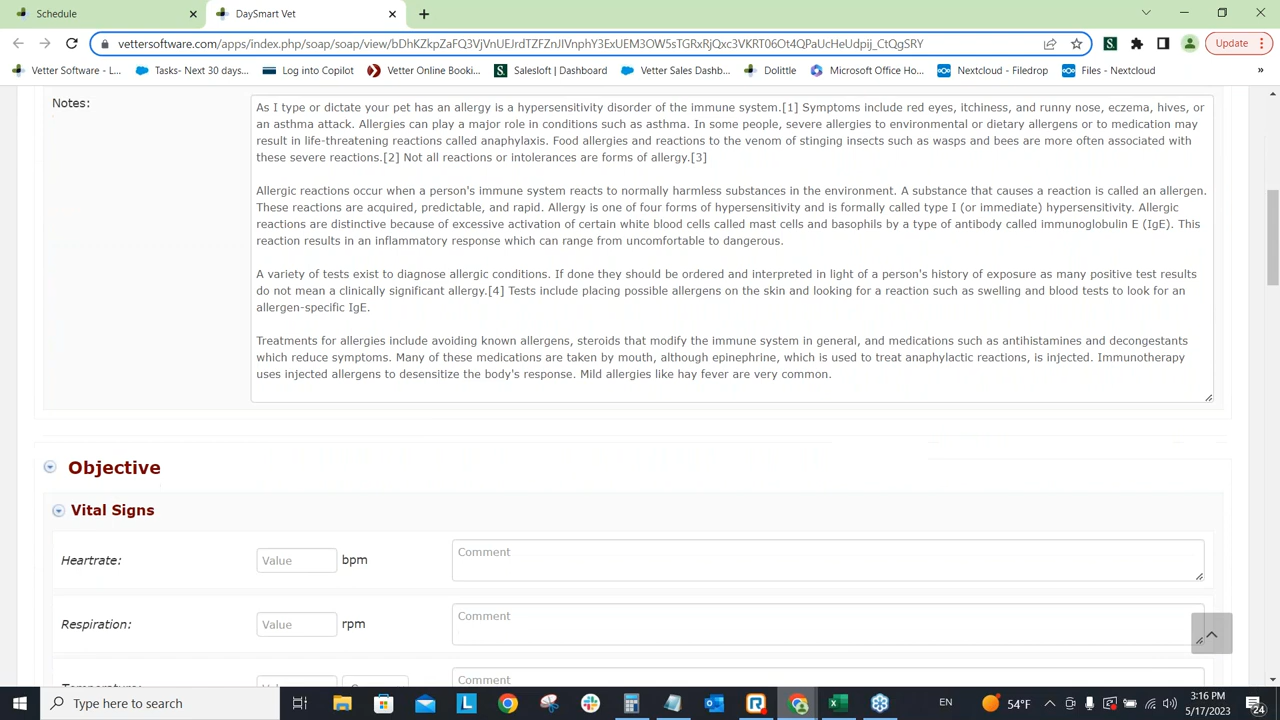 Schedule
DaySmart Vet
vettersoftware.com/apps/index.php/soap/soap/view/bDhKZkpZaFQ3VjVnUEJrdTZFZnJIVnphY3ExUEM3OW5sTGRxRjQxc3VKRT06Ot4QPaUcHeUdpij_CtQgSRY
Update
Vetter Software - L...
Tasks- Next 30 days...
Log into Copilot
Vetter Online Booki...
Salesloft | Dashboard
Vetter Sales Dashb...
Dolittle
Microsoft Office Ho...
Nextcloud - Filedrop
Files - Nextcloud
Notes:
As I type or dictate your pet has an allergy is a hypersensitivity disorder of the immune system.[1] Symptoms include red eyes, itchiness, and runny nose, eczema, hives, or
an asthma attack. Allergies can play a major role in conditions such as asthma. In some people, severe allergies to environmental or dietary allergens or to medication may
result in life-threatening reactions called anaphylaxis. Food allergies and reactions to the venom of stinging insects such as wasps and bees are more often associated with
these severe reactions.[2] Not all reactions or intolerances are forms of allergy.[3]
Allergic reactions occur when a person's immune system reacts to normally harmless substances in the environment. A substance that causes a reaction is called an allergen.
These reactions are acquired, predictable, and rapid. Allergy is one of four forms of hypersensitivity and is formally called type I (or immediate) hypersensitivity. Allergic
reactions are distinctive because of excessive activation of certain white blood cells called mast cells and basophils by a type of antibody called immunoglobulin E (IgE). This
reaction results in an inflammatory response which can range from uncomfortable to dangerous.
A variety of tests exist to diagnose allergic conditions. If done they should be ordered and interpreted in light of a person's history of exposure as many positive test results
do not mean a clinically significant allergy.[4] Tests include placing possible allergens on the skin and looking for a reaction such as swelling and blood tests to look for an
allergen-specific IgE.
Treatments for allergies include avoiding known allergens, steroids that modify the immune system in general, and medications such as antihistamines and decongestants
which reduce symptoms. Many of these medications are taken by mouth, although epinephrine, which is used to treat anaphylactic reactions, is injected. Immunotherapy
uses injected allergens to desensitize the body's response. Mild allergies like hay fever are very common.
Objective
Vital Signs
Heartrate:
Value
bpm
Comment
Respiration:
Value
rpm
Comment
Temperature:
Comment
Type here to search
EN
54°F
3:16 PM
5/17/2023
24